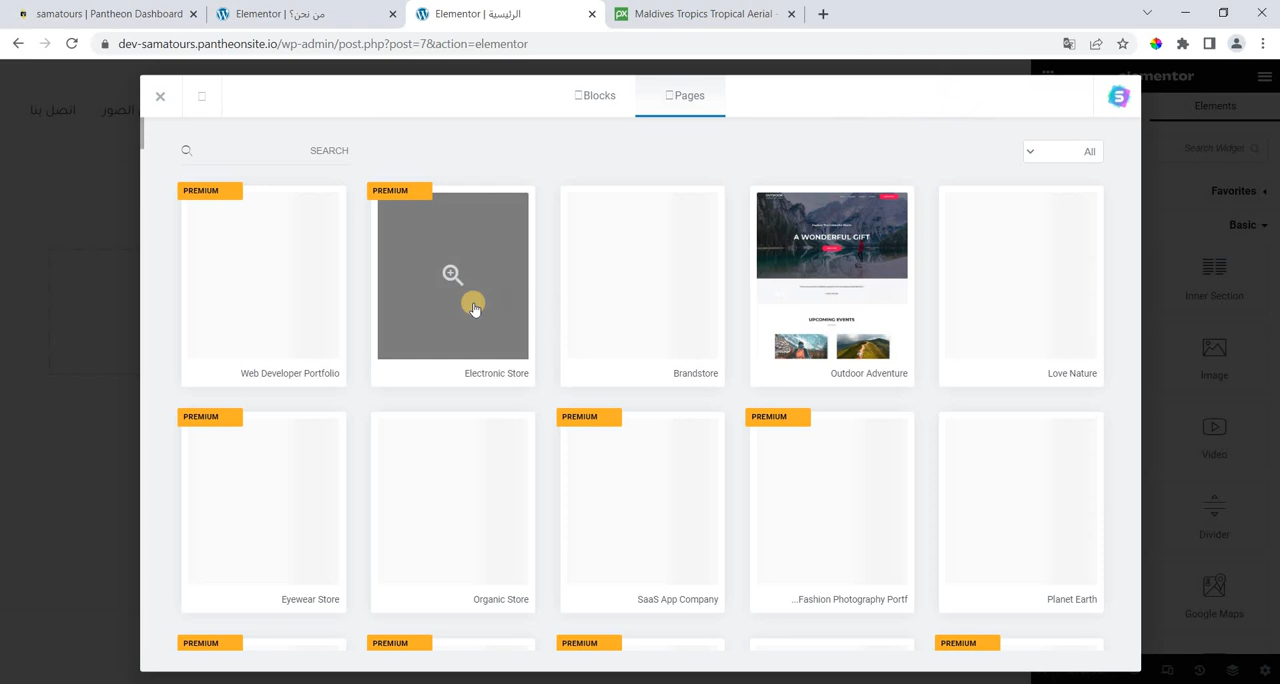 samatours | Pantheon Dashboard
Elementor | من نحن؟
Elementor | الرئيسية
Maldives Tropics Tropical Aerial -
dev-samatours.pantheonsite.io/wp-admin/post.php?post=7&action=elementor
Blocks
Pages
elementor
Elements
اتصل بنا
الصور
SEARCH
All
Search Widget
Favorites
Basic
PREMIUM
PREMIUM
A WONDERFUL GIFT
UPCOMING EVENTS
Web Developer Portfolio
Electronic Store
Brandstore
Outdoor Adventure
Love Nature
Inner Section
Image
Video
Divider
Google Maps
PREMIUM
PREMIUM
PREMIUM
Eyewear Store
Organic Store
SaaS App Company
...Fashion Photography Portf
Planet Earth
PREMIUM
PREMIUM
PREMIUM
PREMIUM